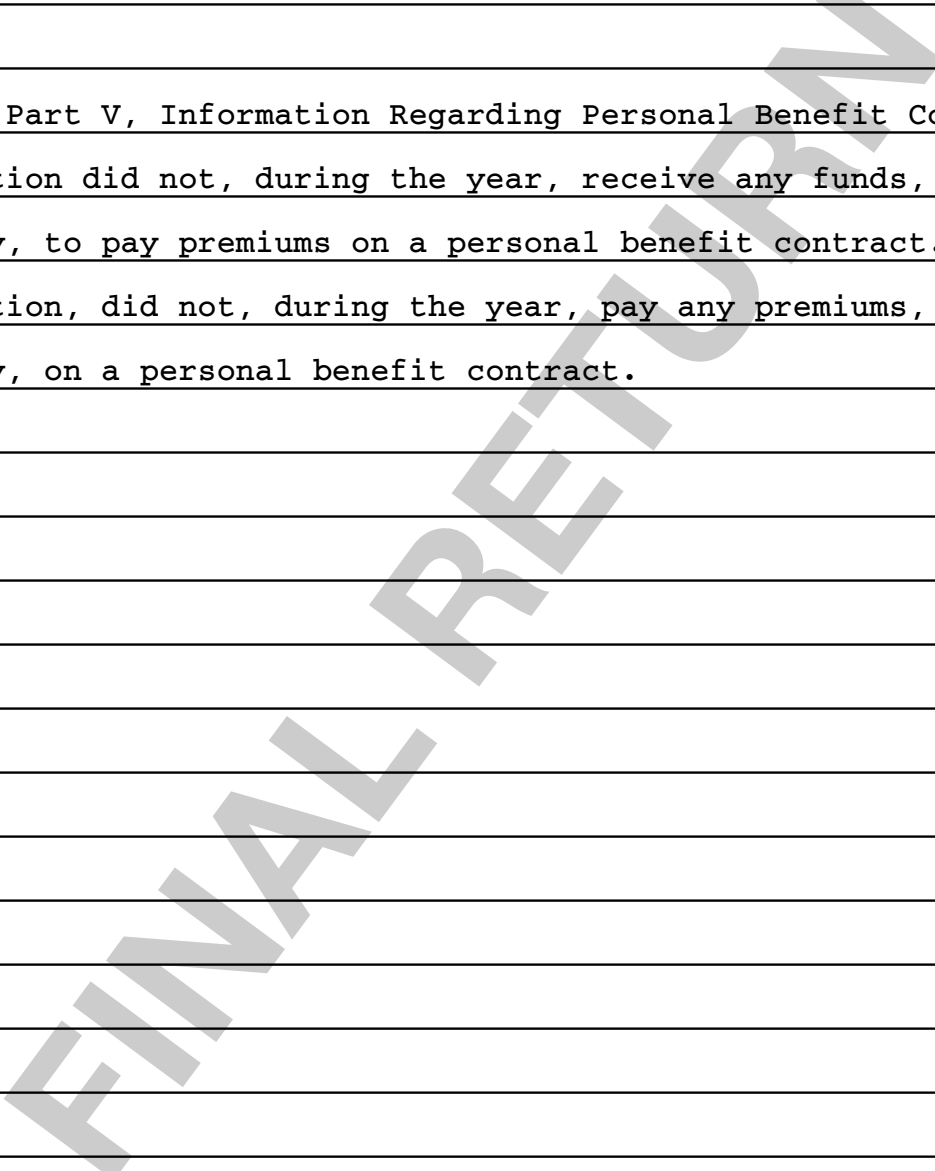 Part V, Information Regarding Personal Benefit
tion did not, during the year, receive any funds,
, to pay premiums on a personal benefit contract.
tion, did not, during the year, pay any premiums,
, on a personal benefit contract.
FINAL RETURN